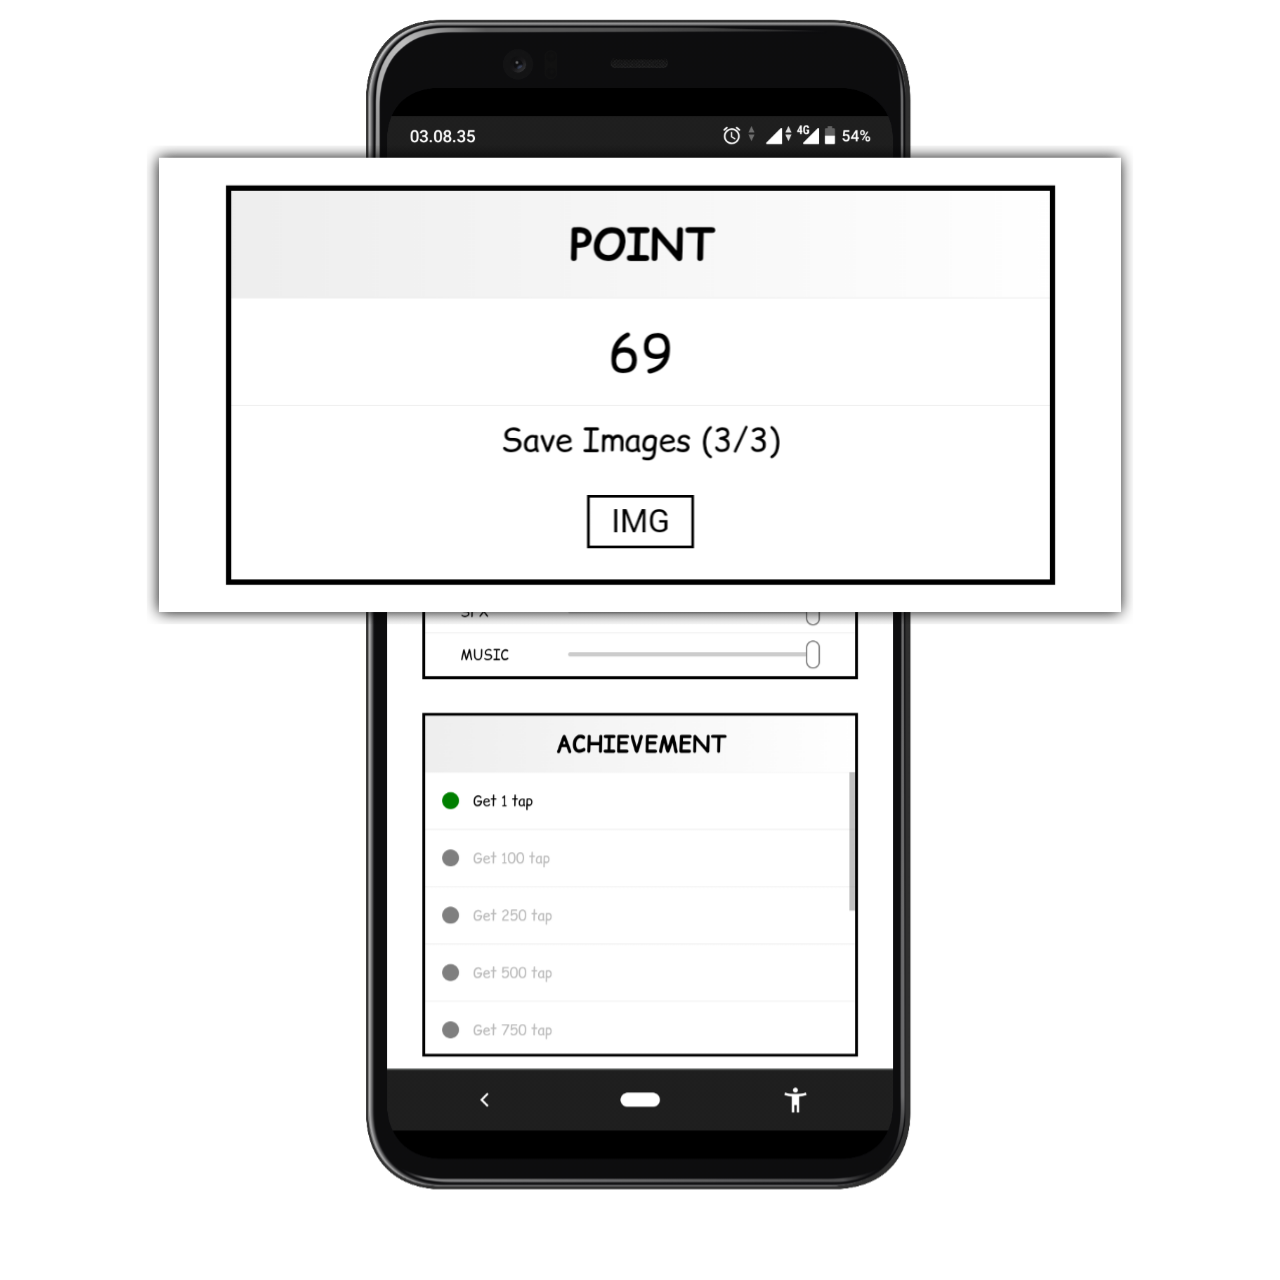 03.08.35
4G
54%
POINT
69
Save Images (3/3)
IMG
SFX
MUSIC
ACHIEVEMENT
Get 1 tap
Get 100 tap
Get 250 tap
Get 500 tap
Get 750 tap